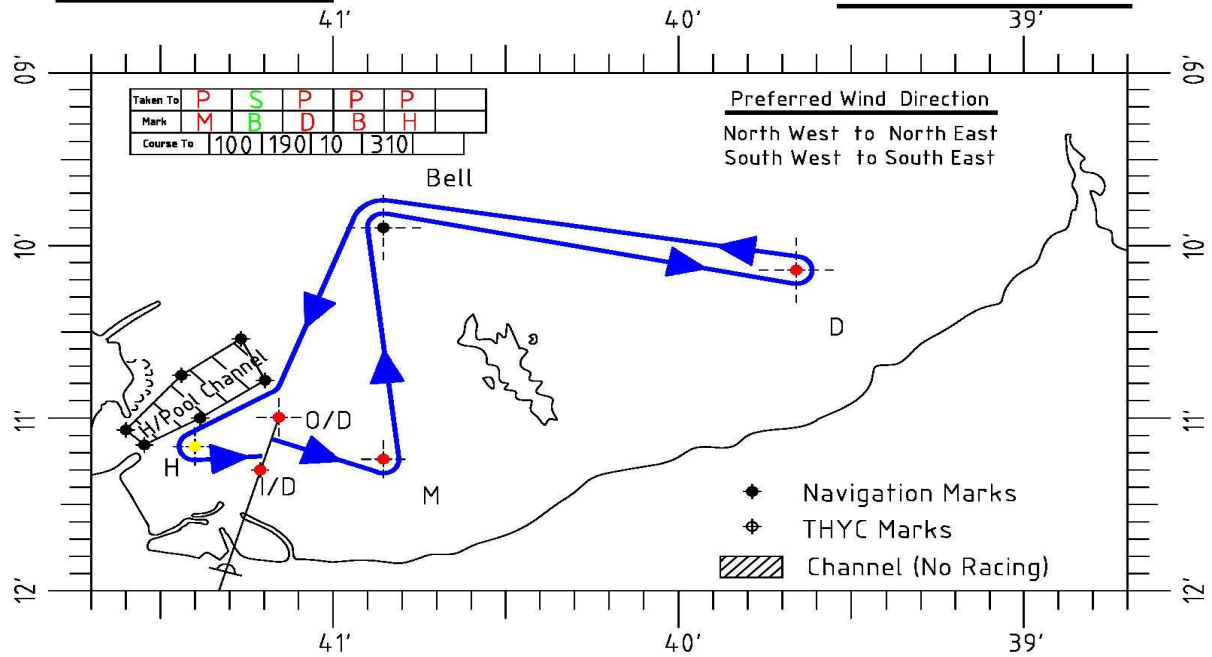 41' 40' 39'
09' 09'
Taken To P S P P P
Mark M B D B H
Course To 100 190 10 310
Preferred Wind Direction
North West to North East
South West to South East
Bell
10' 10'
D
H/Pool Channel
11' 11'
O/D
H
I/D
M
Navigation Marks
THYC Marks
Channel (No Racing)
12' 12'
41' 40' 39'